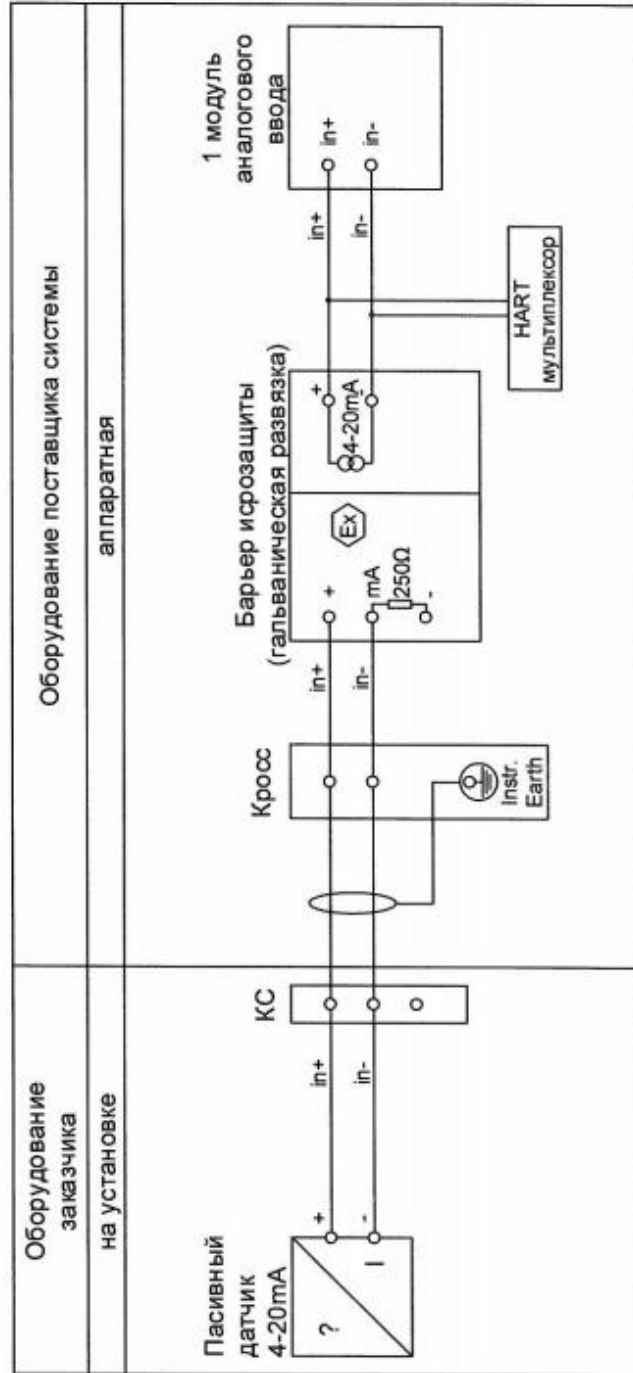 Оборудование
заказчика
на установке
Оборудование поставщика системы
аппаратная
Пасивный
датчик
4-20mA
?
I
+
-
in+
in-
КС
Кросс
Instr.
Earth
in+
in-
Барьер исрозащиты
(гальваническая развязка)
+
mA
250Ω
-
Ex
+
4-20mA
-
in+
in-
HART
мультиплексор
1 модуль
аналогового
ввода
in+
in-